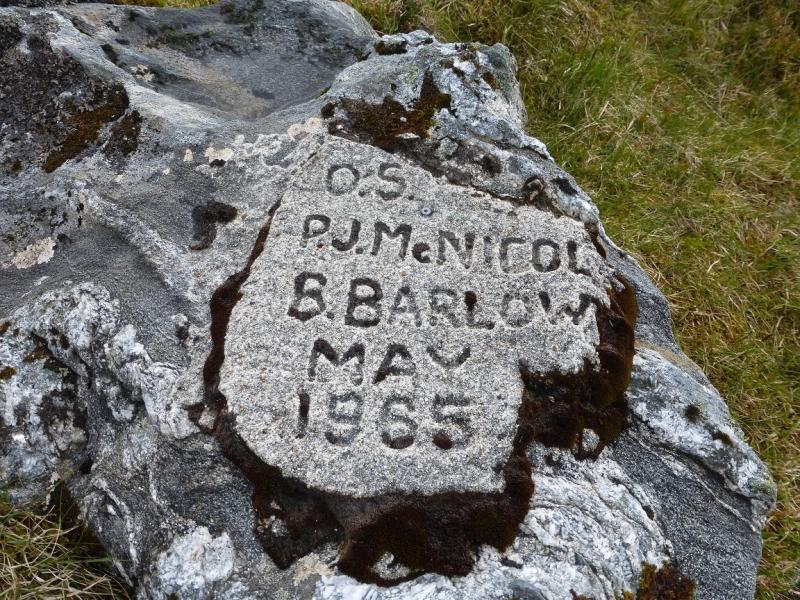 O.S.
P.J. McNICOL
B. BARLOW
MAY
1965